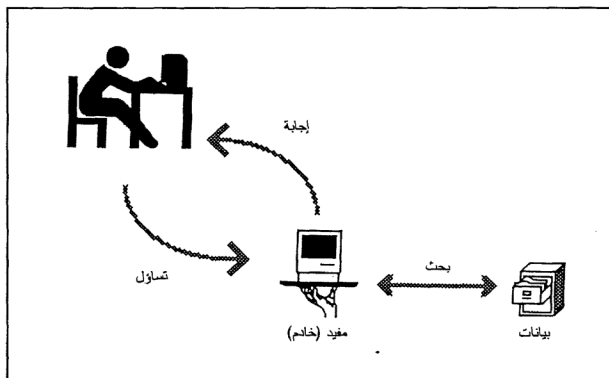 إجابة
تساؤل
بحث
مفيد (خادم)
بيانات